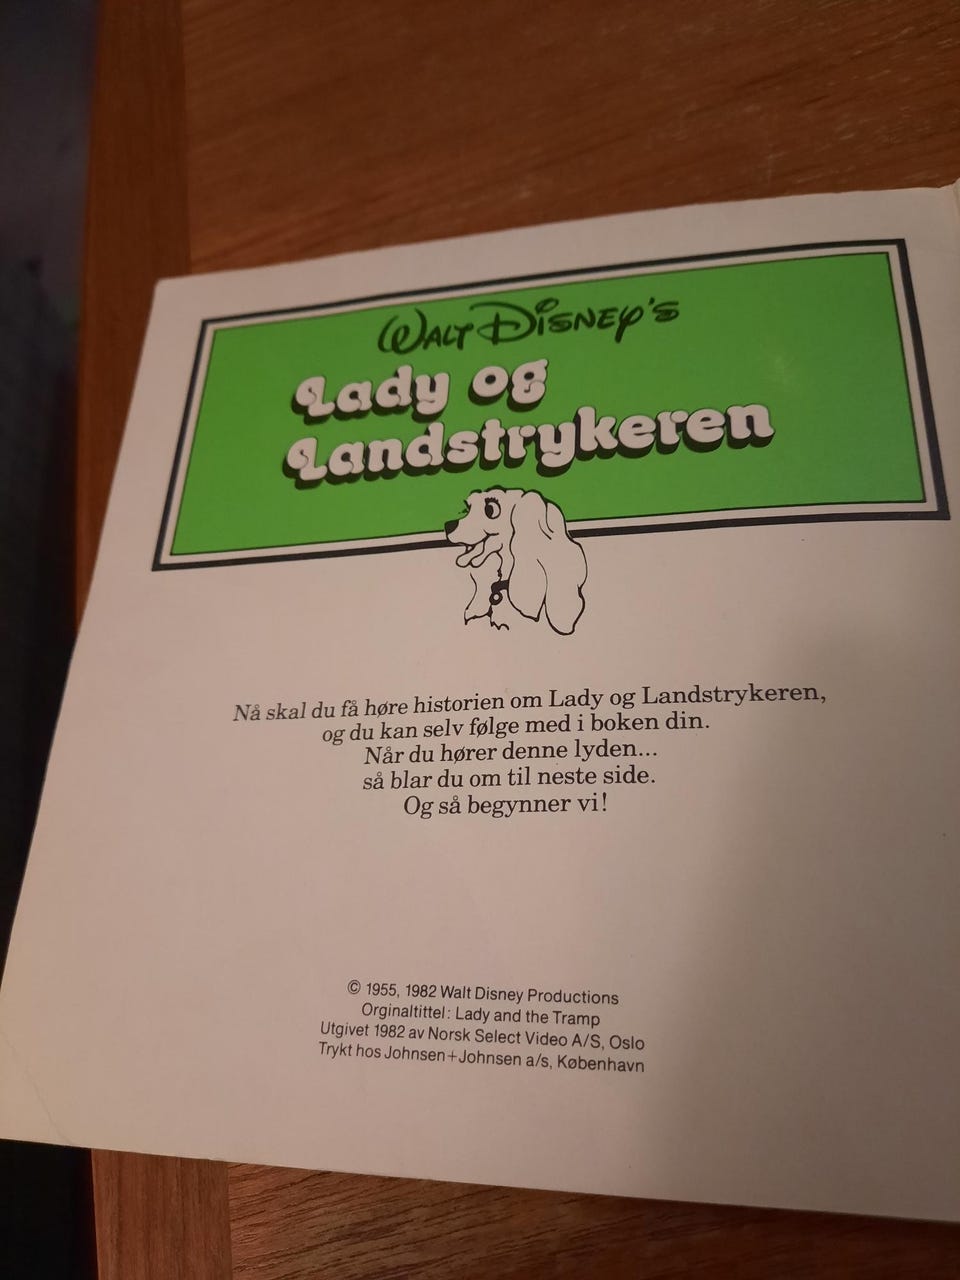 Walt Disney's
Lady og
Landstrykeren
Nå skal du få høre historien om Lady og Landstrykeren,
og du kan selv følge med i boken din.
Når du hører denne lyden...
så blar du om til neste side.
Og så begynner vi!
© 1955, 1982 Walt Disney Productions
Orginaltittel: Lady and the Tramp
Utgivet 1982 av Norsk Select Video A/S, Oslo
Trykt hos Johnsen+Johnsen a/s, København